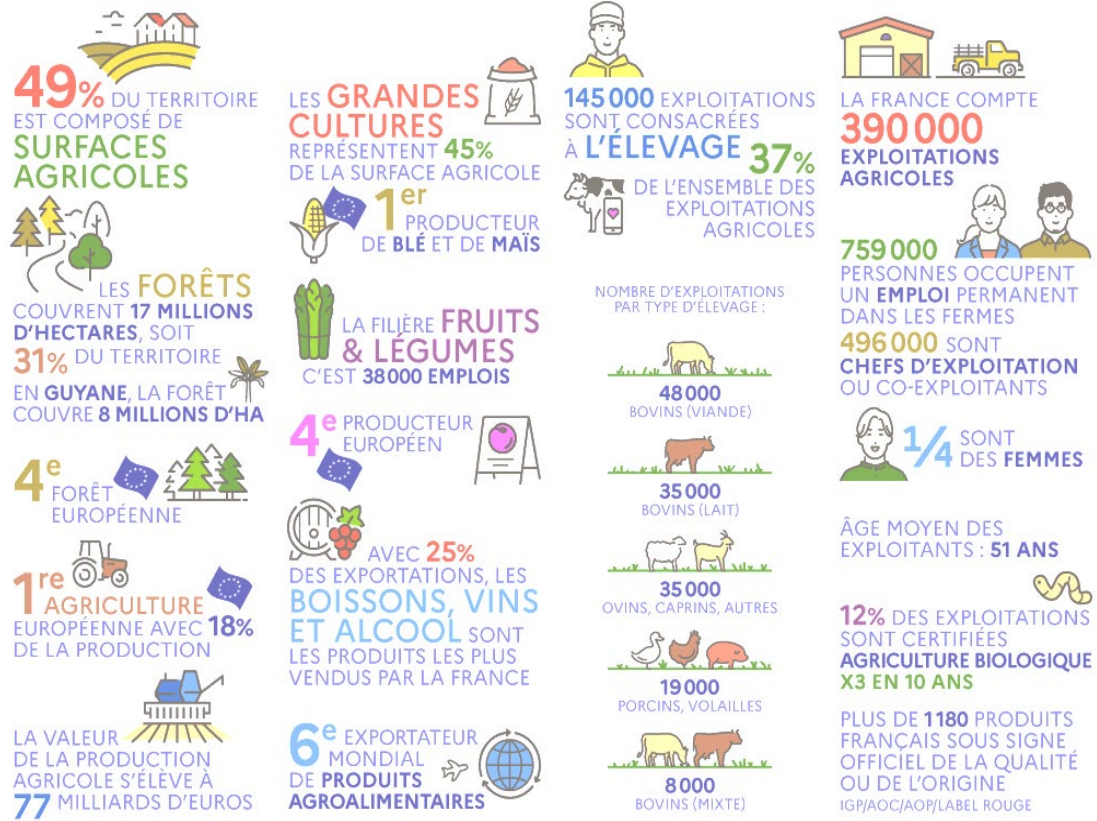 49% DU TERRITOIRE
EST COMPOSÉ DE
SURFACES
AGRICOLES
LES FORÊTS
COUVRENT 17 MILLIONS
D'HECTARES, SOIT
31% DU TERRITOIRE
EN GUYANE, LA FORÊT
COUVRE 8 MILLIONS D'HA
4e FORÊT
EUROPÉENNE
1re AGRICULTURE
EUROPÉENNE AVEC 18%
DE LA PRODUCTION
LA VALEUR
DE LA PRODUCTION
AGRICOLE S'ÉLÈVE À
77 MILLIARDS D'EUROS
LES GRANDES
CULTURES
REPRÉSENTENT 45%
DE LA SURFACE AGRICOLE
1er PRODUCTEUR
DE BLÉ ET DE MAÏS
LA FILIÈRE FRUITS
& LÉGUMES
C'EST 38 000 EMPLOIS
4e PRODUCTEUR
EUROPÉEN
AVEC 25%
DES EXPORTATIONS, LES
BOISSONS, VINS
ET ALCOOL SONT
LES PRODUITS LES PLUS
VENDUS PAR LA FRANCE
6e EXPORTATEUR
MONDIAL
DE PRODUITS
AGROALIMENTAIRES
145 000 EXPLOITATIONS
SONT CONSACRÉES
À L'ÉLEVAGE 37%
DE L'ENSEMBLE DES
EXPLOITATIONS
AGRICOLES
NOMBRE D'EXPLOITATIONS
PAR TYPE D'ÉLEVAGE :
48 000
BOVINS (VIANDE)
35 000
BOVINS (LAIT)
35 000
OVINS, CAPRINS, AUTRES
19 000
PORCINS, VOLAILLES
8 000
BOVINS (MIXTE)
LA FRANCE COMPTE
390 000
EXPLOITATIONS
AGRICOLES
759 000
PERSONNES OCCUPENT
UN EMPLOI PERMANENT
DANS LES FERMES
496 000 SONT
CHEFS D'EXPLOITATION
OU CO-EXPLOITANTS
1/4 SONT
DES FEMMES
ÂGE MOYEN DES
EXPLOITANTS : 51 ANS
12% DES EXPLOITATIONS
SONT CERTIFIÉES
AGRICULTURE BIOLOGIQUE
X3 EN 10 ANS
PLUS DE 1180 PRODUITS
FRANÇAIS SOUS SIGNE
OFFICIEL DE LA QUALITÉ
OU DE L'ORIGINE
IGP/AOC/AOP/LABEL ROUGE